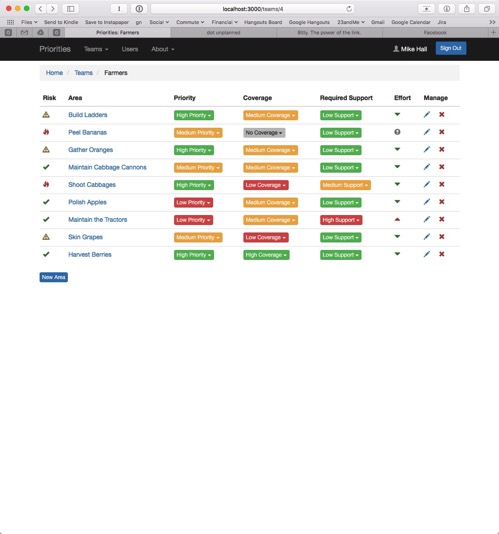 localhost:3000/teams/4
Files Send to Kindle Save to Instapaper gn Social Commute Financial Hangouts Board Google Hangouts 23andMe Gmail Google Calendar Jira
Priorities: Farmers dot unplanned Bitly. The power of the link. Facebook
Priorities Teams Users About Mike Hall Sign Out
Home / Teams / Farmers
Risk Area Priority Coverage Required Support Effort Manage
Build Ladders High Priority Medium Coverage Low Support
Peel Bananas Medium Priority No Coverage Low Support
Gather Oranges High Priority Medium Coverage Low Support
Maintain Cabbage Cannons Medium Priority Medium Coverage Low Support
Shoot Cabbages High Priority Low Coverage Medium Support
Polish Apples Low Priority Medium Coverage Low Support
Maintain the Tractors Low Priority Medium Coverage High Support
Skin Grapes Medium Priority Low Coverage Low Support
Harvest Berries High Priority High Coverage Low Support
New Area